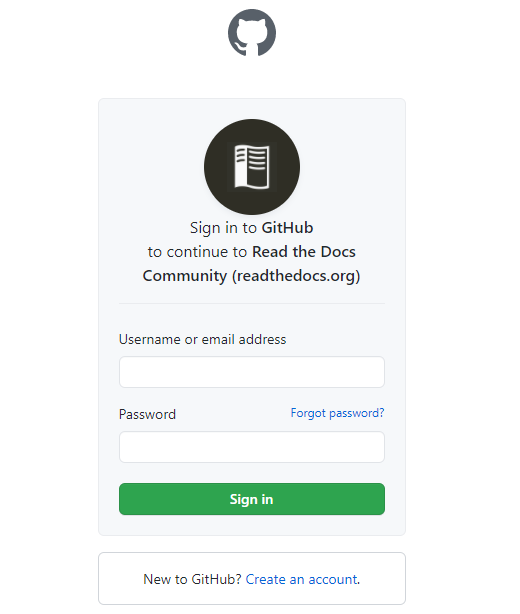 Sign in to GitHub
to continue to Read the Docs
Community (readthedocs.org)
Username or email address
Password Forgot password?
Sign in
New to GitHub? Create an account.